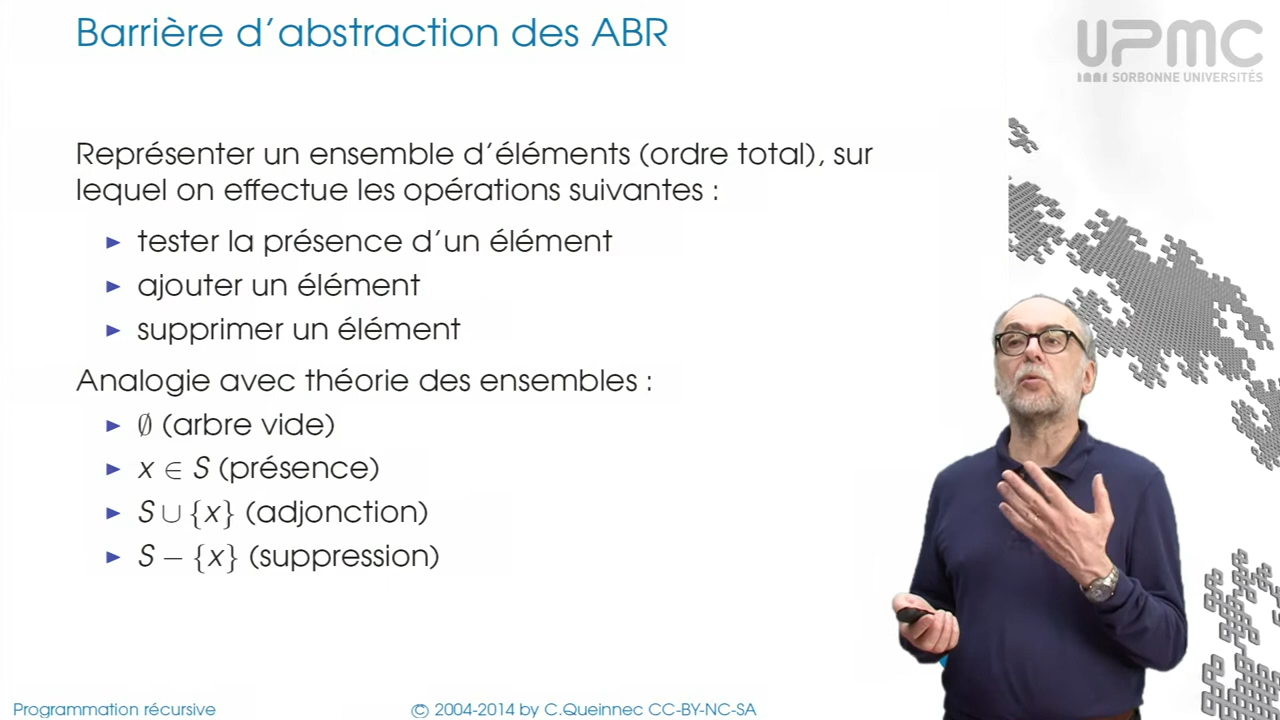 Barrière d'abstraction des ABR
UPMC
SORBONNE UNIVERSITÉS
Représenter un ensemble d'éléments (ordre total), sur
lequel on effectue les opérations suivantes :
► tester la présence d'un élément
► ajouter un élément
► supprimer un élément
Analogie avec théorie des ensembles :
► ∅ (arbre vide)
► x ∈ S (présence)
► S ∪ {x} (adjonction)
► S − {x} (suppression)
Programmation récursive
© 2004-2014 by C.Queinnec CC-BY-NC-SA